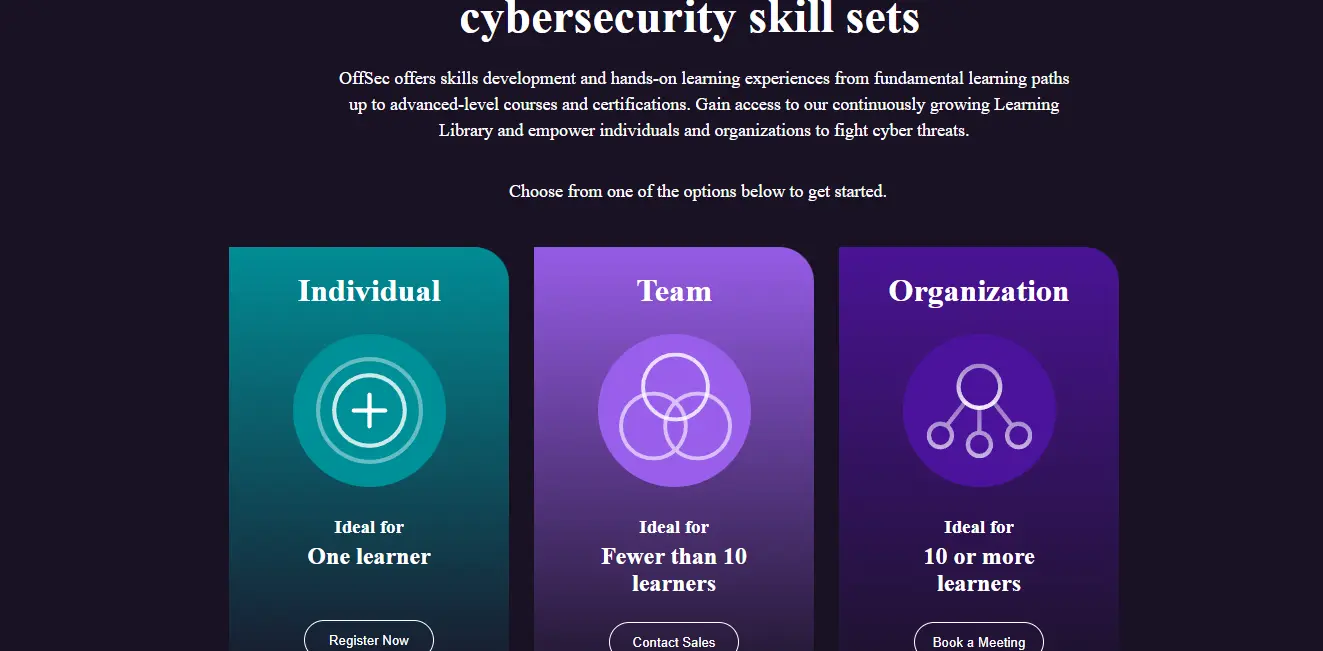 cybersecurity skill sets
OffSec offers skills development and hands-on learning experiences from fundamental learning paths
up to advanced-level courses and certifications. Gain access to our continuously growing Learning
Library and empower individuals and organizations to fight cyber threats.
Choose from one of the options below to get started.
Individual
Ideal for
One learner
Register Now
Team
Ideal for
Fewer than 10
learners
Contact Sales
Organization
Ideal for
10 or more
learners
Book a Meeting